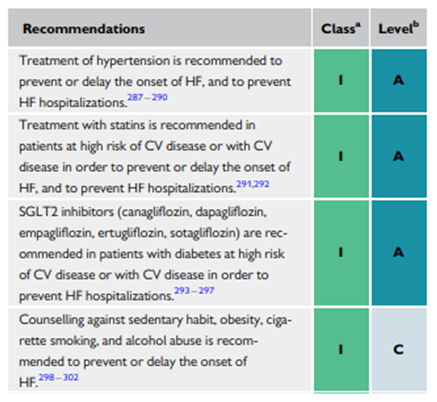 Recommendations Classᵃ Levelᵇ
Treatment of hypertension is recommended to
prevent or delay the onset of HF, and to prevent
HF hospitalizations.287–290
I A
Treatment with statins is recommended in
patients at high risk of CV disease or with CV
disease in order to prevent or delay the onset of
HF, and to prevent HF hospitalizations.291,292
I A
SGLT2 inhibitors (canagliflozin, dapagliflozin,
empagliflozin, ertugliflozin, sotagliflozin) are rec-
ommended in patients with diabetes at high risk
of CV disease or with CV disease in order to
prevent HF hospitalizations.293–297
I A
Counselling against sedentary habit, obesity, ciga-
rette smoking, and alcohol abuse is recom-
mended to prevent or delay the onset of
HF.298–302
I C